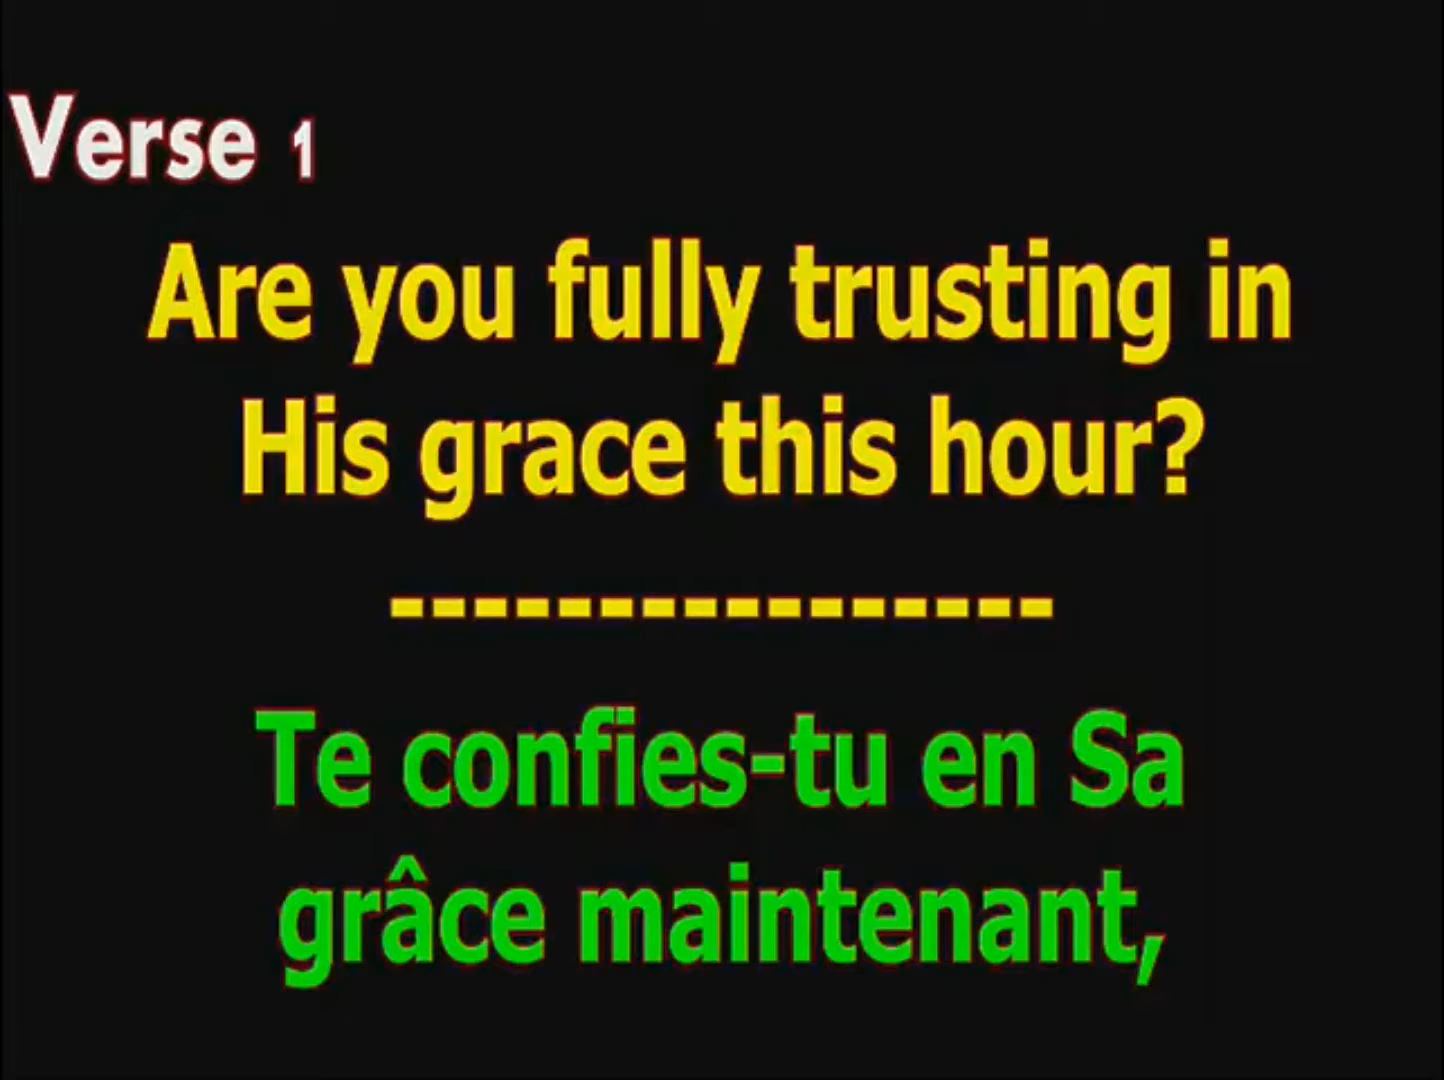 Verse 1
Are you fully trusting in
His grace this hour?
----------------
Te confies-tu en Sa
grâce maintenant,